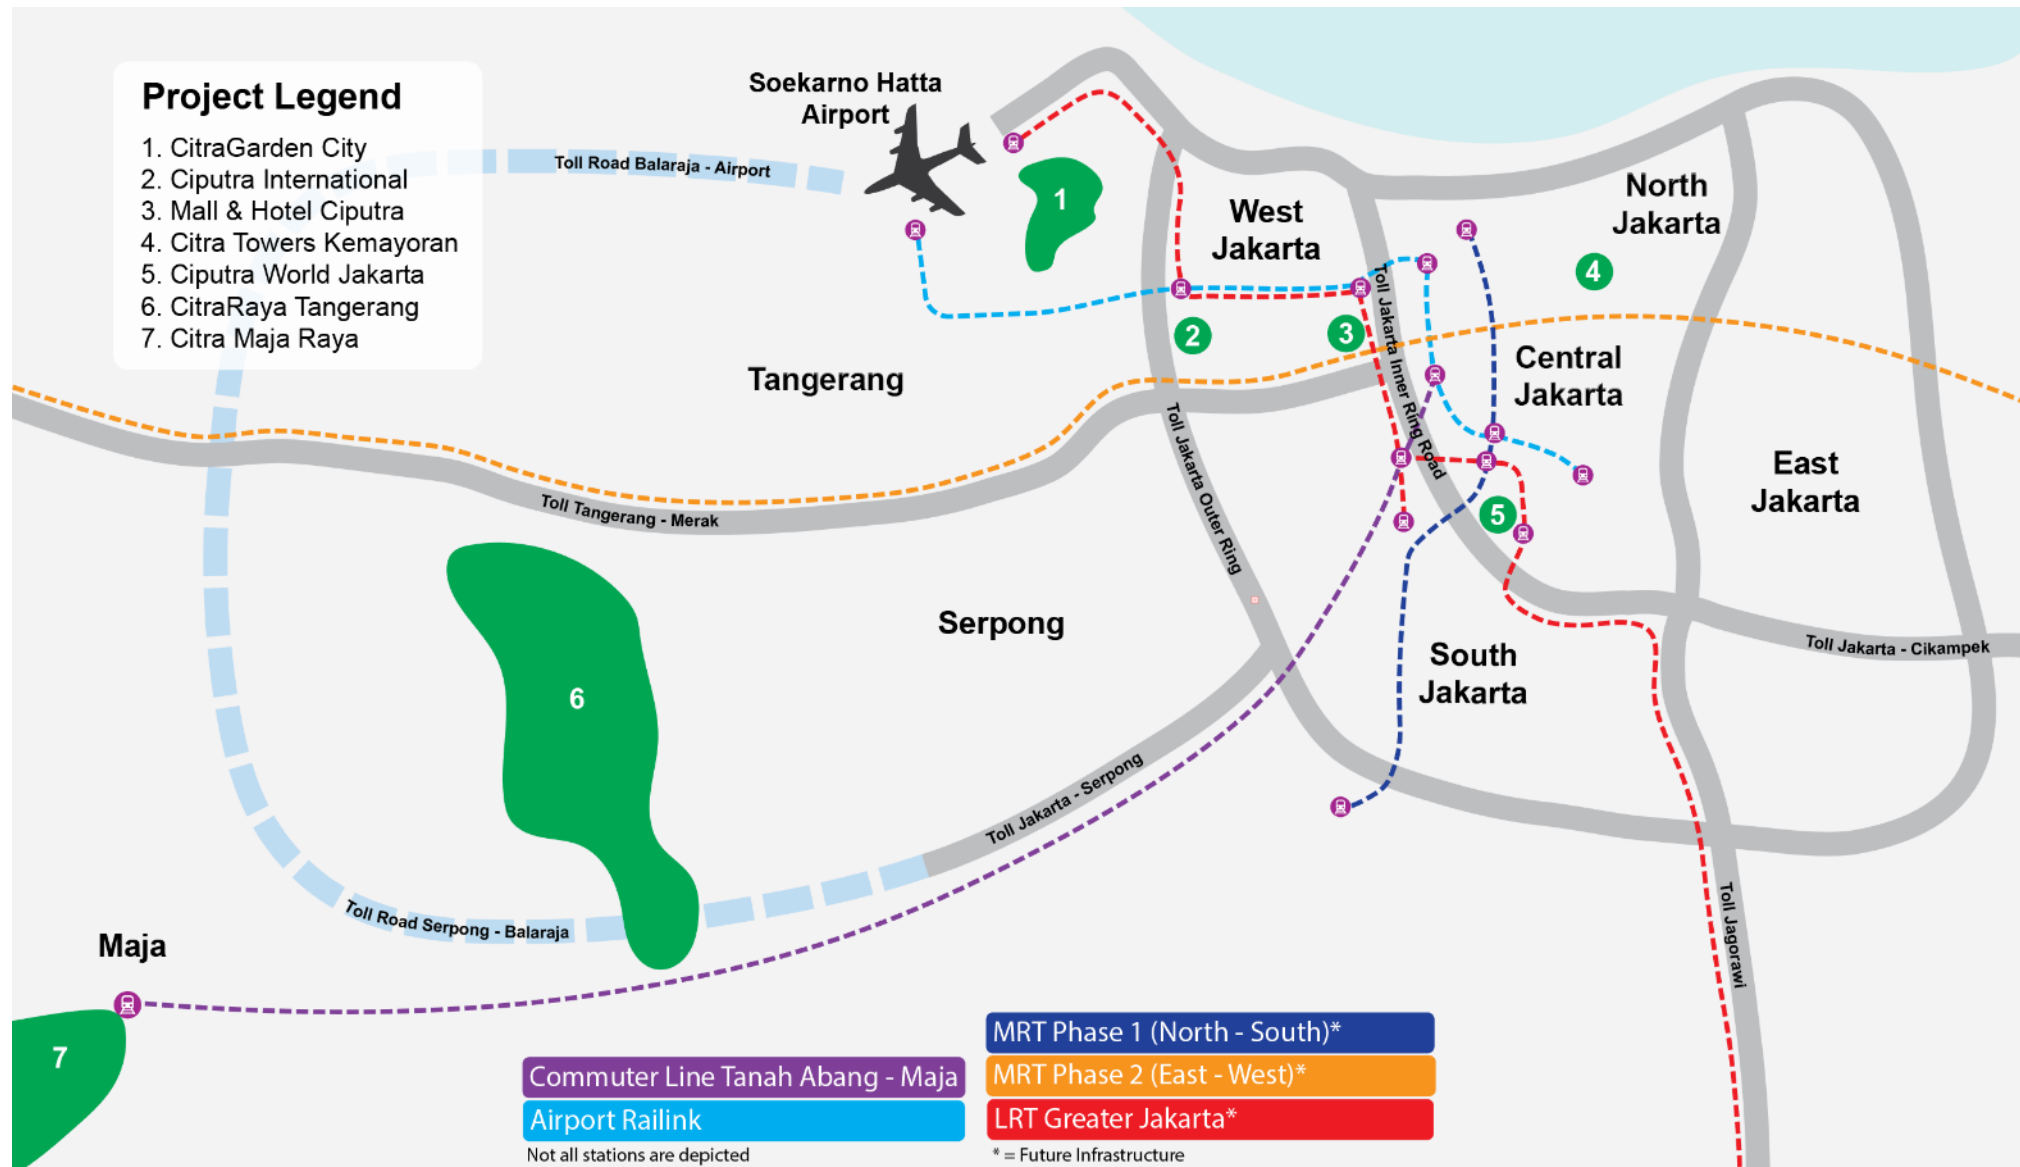 Project Legend
1. CitraGarden City
2. Ciputra International
3. Mall & Hotel Ciputra
4. Citra Towers Kemayoran
5. Ciputra World Jakarta
6. CitraRaya Tangerang
7. Citra Maja Raya
Soekarno Hatta
Airport
Toll Road Balaraja - Airport
1
West
Jakarta
North
Jakarta
4
2
3
Toll Jakarta Inner Ring Road
Central
Jakarta
Tangerang
Toll Jakarta Outer Ring
East
Jakarta
Toll Tangerang - Merak
5
Serpong
South
Jakarta
Toll Jakarta - Cikampek
6
Toll Jakarta - Serpong
Toll Road Serpong - Balaraja
Toll Jagorawi
Maja
7
Commuter Line Tanah Abang - Maja
Airport Railink
Not all stations are depicted
MRT Phase 1 (North - South)*
MRT Phase 2 (East - West)*
LRT Greater Jakarta*
* = Future Infrastructure